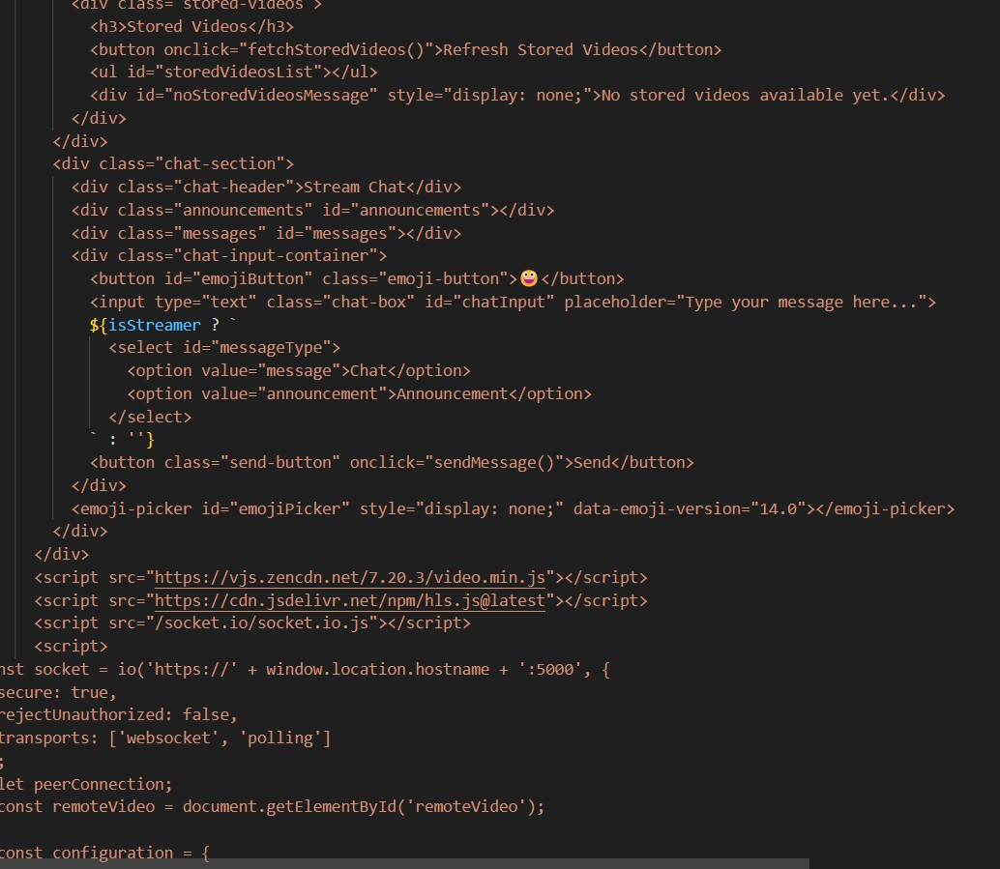 <div class="stored-videos">
<h3>Stored Videos</h3>
<button onclick="fetchStoredVideos()">Refresh Stored Videos</button>
<ul id="storedVideosList"></ul>
<div id="noStoredVideosMessage" style="display: none;">No stored videos available yet.</div>
</div>
</div>
<div class="chat-section">
<div class="chat-header">Stream Chat</div>
<div class="announcements" id="announcements"></div>
<div class="messages" id="messages"></div>
<div class="chat-input-container">
<button id="emojiButton" class="emoji-button">😀</button>
<input type="text" class="chat-box" id="chatInput" placeholder="Type your message here...">
${isStreamer ? `
<select id="messageType">
<option value="message">Chat</option>
<option value="announcement">Announcement</option>
</select>
` : ''}
<button class="send-button" onclick="sendMessage()">Send</button>
</div>
<emoji-picker id="emojiPicker" style="display: none;" data-emoji-version="14.0"></emoji-picker>
</div>
</div>
<script src="https://vjs.zencdn.net/7.20.3/video.min.js"></script>
<script src="https://cdn.jsdelivr.net/npm/hls.js@latest"></script>
<script src="/socket.io/socket.io.js"></script>
<script>
nst socket = io('https://' + window.location.hostname + ':5000', {
secure: true,
rejectUnauthorized: false,
transports: ['websocket', 'polling']
;
let peerConnection;
const remoteVideo = document.getElementById('remoteVideo');
const configuration = {